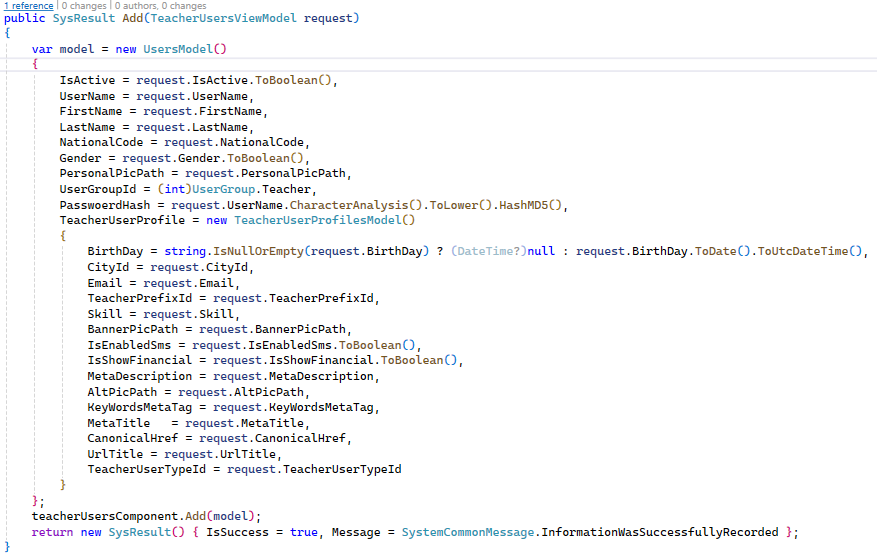 1 reference | 0 changes | 0 authors, 0 changes
public SysResult Add(TeacherUsersViewModel request)
{
    var model = new UsersModel()
    {
        IsActive = request.IsActive.ToBoolean(),
        UserName = request.UserName,
        FirstName = request.FirstName,
        LastName = request.LastName,
        NationalCode = request.NationalCode,
        Gender = request.Gender.ToBoolean(),
        PersonalPicPath = request.PersonalPicPath,
        UserGroupId = (int)UserGroup.Teacher,
        PasswoerdHash = request.UserName.CharacterAnalysis().ToLower().HashMD5(),
        TeacherUserProfile = new TeacherUserProfilesModel()
        {
            BirthDay = string.IsNullOrEmpty(request.BirthDay) ? (DateTime?)null : request.BirthDay.ToDate().ToUtcDateTime(),
            CityId = request.CityId,
            Email = request.Email,
            TeacherPrefixId = request.TeacherPrefixId,
            Skill = request.Skill,
            BannerPicPath = request.BannerPicPath,
            IsEnabledSms = request.IsEnabledSms.ToBoolean(),
            IsShowFinancial = request.IsShowFinancial.ToBoolean(),
            MetaDescription = request.MetaDescription,
            AltPicPath = request.AltPicPath,
            KeyWordsMetaTag = request.KeyWordsMetaTag,
            MetaTitle   = request.MetaTitle,
            CanonicalHref = request.CanonicalHref,
            UrlTitle = request.UrlTitle,
            TeacherUserTypeId = request.TeacherUserTypeId
        }
    };
    teacherUsersComponent.Add(model);
    return new SysResult() { IsSuccess = true, Message = SystemCommonMessage.InformationWasSuccessfullyRecorded };
}